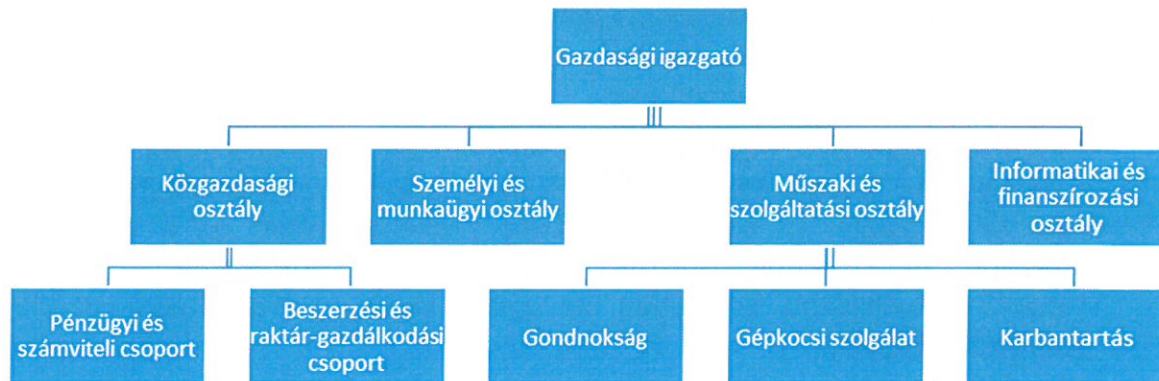 Gazdasági igazgató
Közgazdasági
osztály
Személyi és
munkaügyi osztály
Műszaki és
szolgáltatási osztály
Informatikai és
finanszírozási
osztály
Pénzügyi és
számviteli csoport
Beszerzési és
raktár-gazdálkodási
csoport
Gondnokság
Gépkocsi szolgálat
Karbantartás